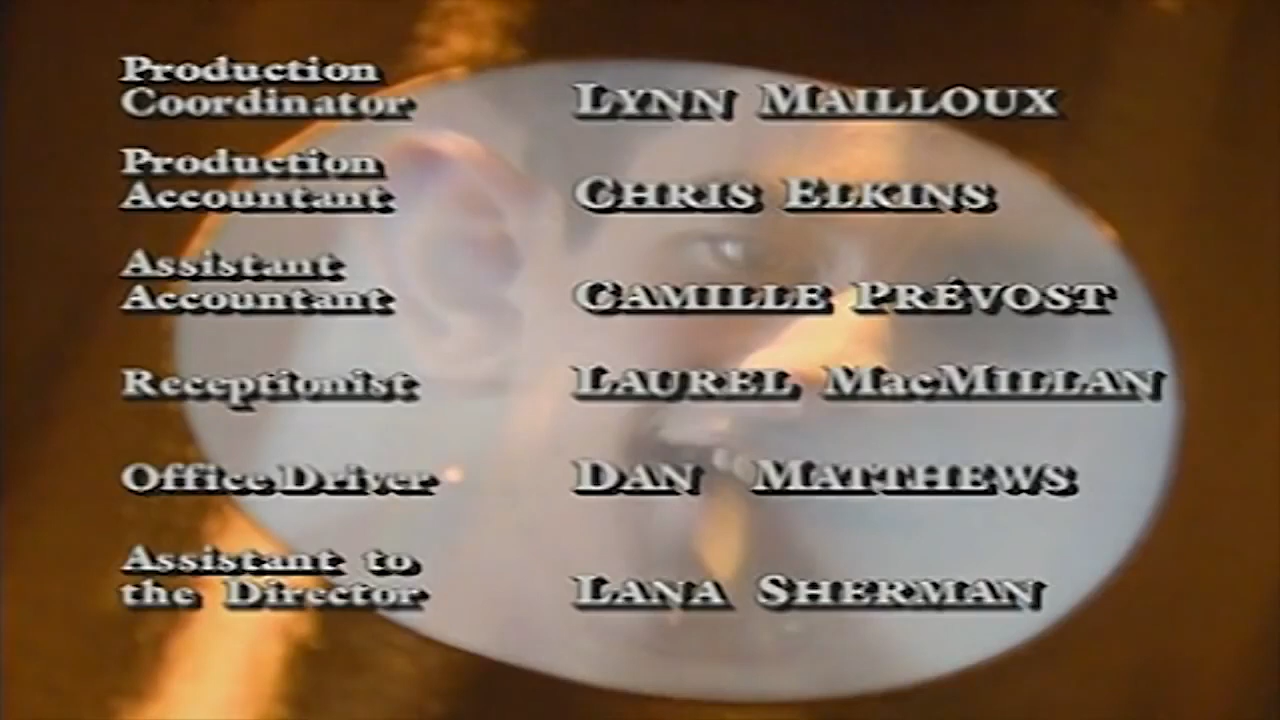 Production
Coordinator LYNN MAILLOUX
Production
Accountant CHRIS ELKINS
Assistant
Accountant CAMILLE PRÉVOST
Receptionist LAUREL MacMILLAN
Office Driver DAN MATTHEWS
Assistant to
the Director LANA SHERMAN